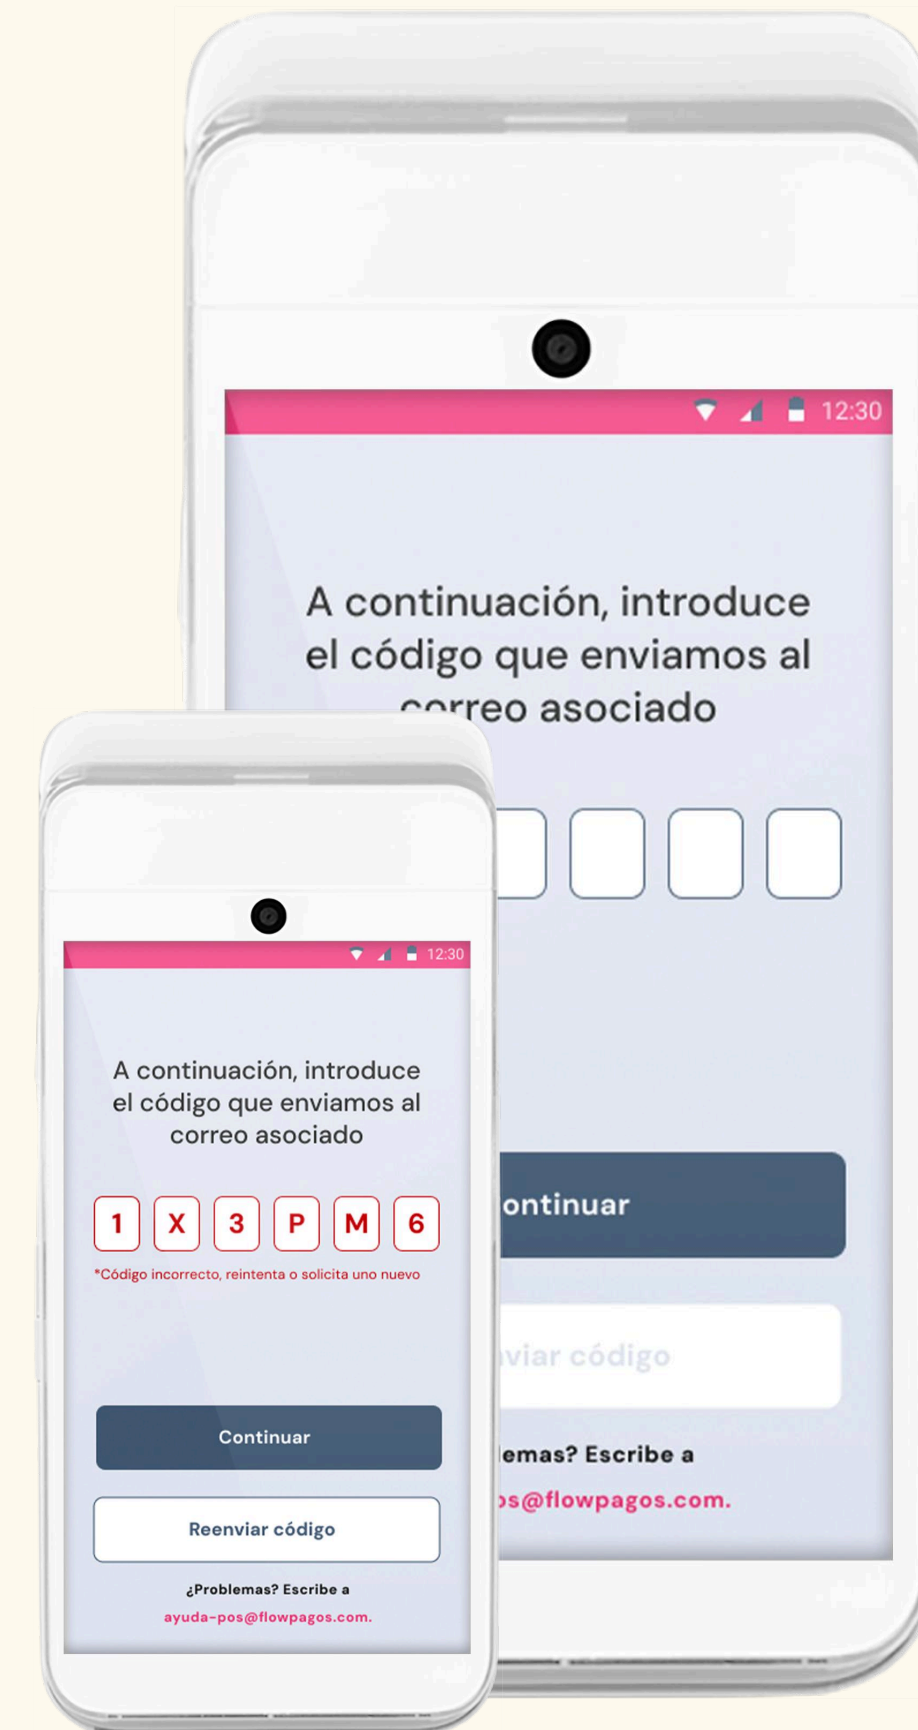 12:30
A continuación, introduce
el código que enviamos al
correo asociado
12:30
A continuación, introduce
el código que enviamos al
correo asociado
1 X 3 P M 6
*Código incorrecto, reintenta o solicita uno nuevo
Continuar
Reenviar código
¿Problemas? Escribe a
ayuda-pos@flowpagos.com.
ontinuar
viar código
emas? Escribe a
os@flowpagos.com.